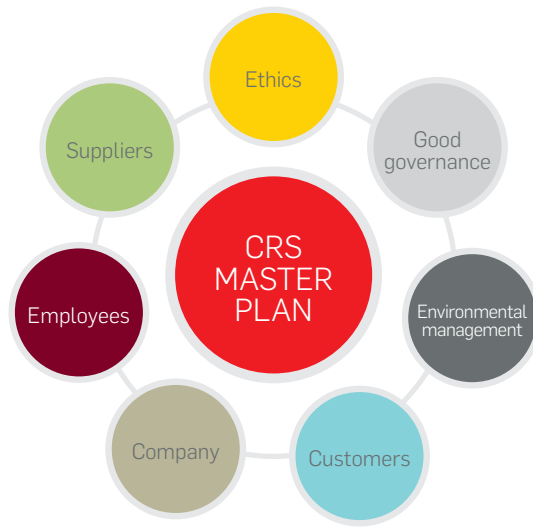 Ethics
Good
governance
Environmental
management
Customers
Company
Employees
Suppliers
CRS
MASTER
PLAN